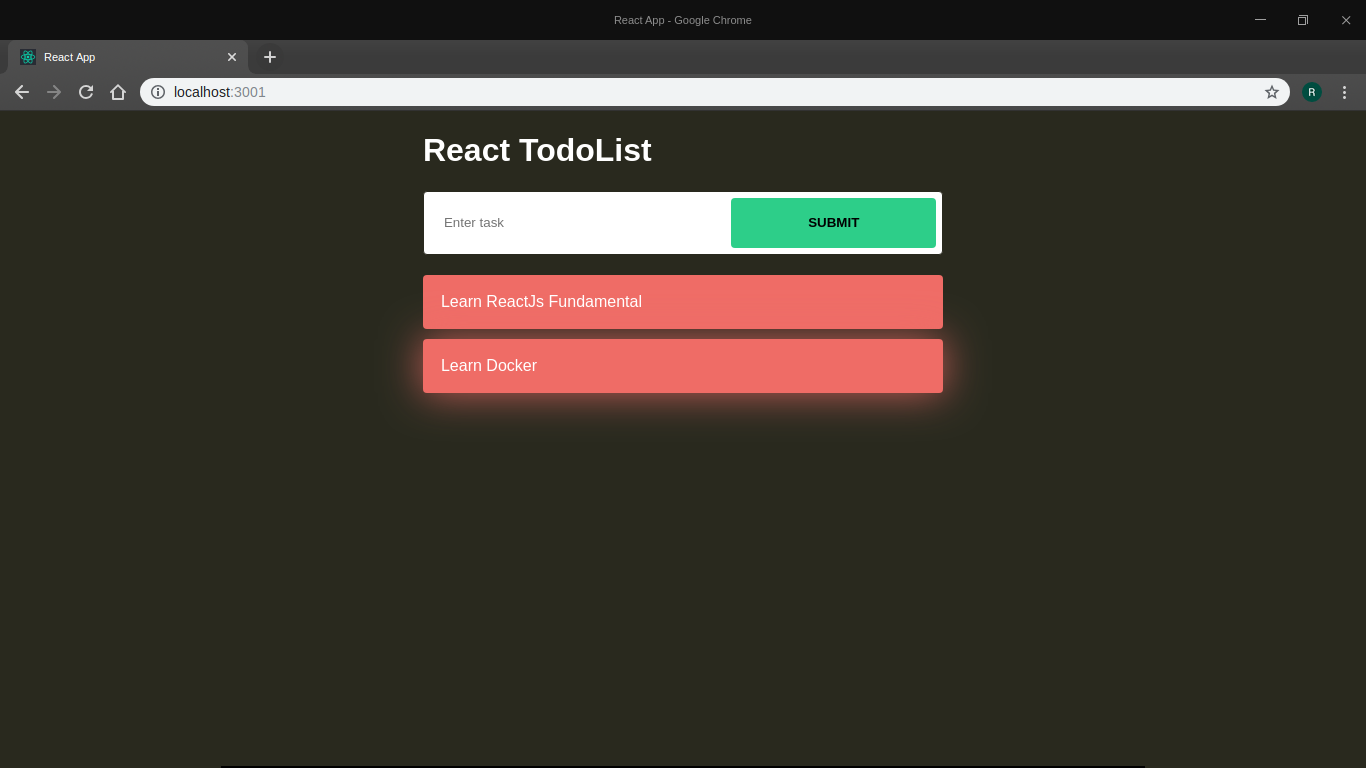 React App - Google Chrome
React App
localhost:3001
R
React TodoList
Enter task
SUBMIT
Learn ReactJs Fundamental
Learn Docker